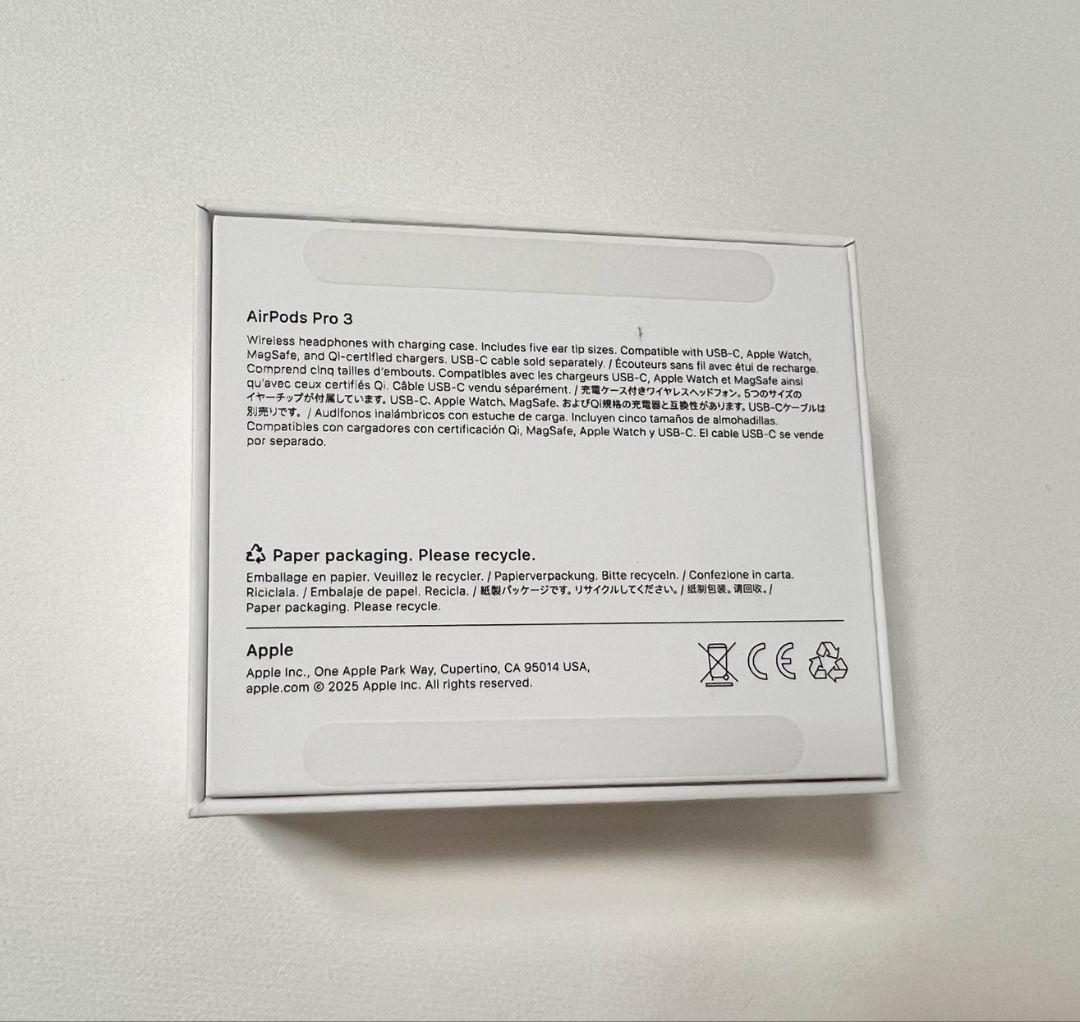 AirPods Pro 3
Wireless headphones with charging case. Includes five ear tip sizes. Compatible with USB-C, Apple Watch,
MagSafe, and Qi-certified chargers. USB-C cable sold separately. / Écouteurs sans fil avec étui de recharge.
Comprend cinq tailles d'embouts. Compatibles avec les chargeurs USB-C, Apple Watch et MagSafe ainsi
qu'avec ceux certifiés Qi. Câble USB-C vendu séparément. / 充電ケース付きワイヤレスヘッドフォン。5つのサイズの
イヤーチップが付属しています。USB-C、Apple Watch、MagSafe、およびQi規格の充電器と互換性があります。USB-Cケーブルは
別売りです。 / Audífonos inalámbricos con estuche de carga. Incluyen cinco tamaños de almohadillas.
Compatibles con cargadores con certificación Qi, MagSafe, Apple Watch y USB-C. El cable USB-C se vende
por separado.
Paper packaging. Please recycle.
Emballage en papier. Veuillez le recycler. / Papierverpackung. Bitte recyceln. / Confezione in carta.
Riciclala. / Embalaje de papel. Recicla. / 紙製パッケージです。リサイクルしてください。 / 纸制包装。请回收。 /
Paper packaging. Please recycle.
Apple
Apple Inc., One Apple Park Way, Cupertino, CA 95014 USA,
apple.com © 2025 Apple Inc. All rights reserved.
CE